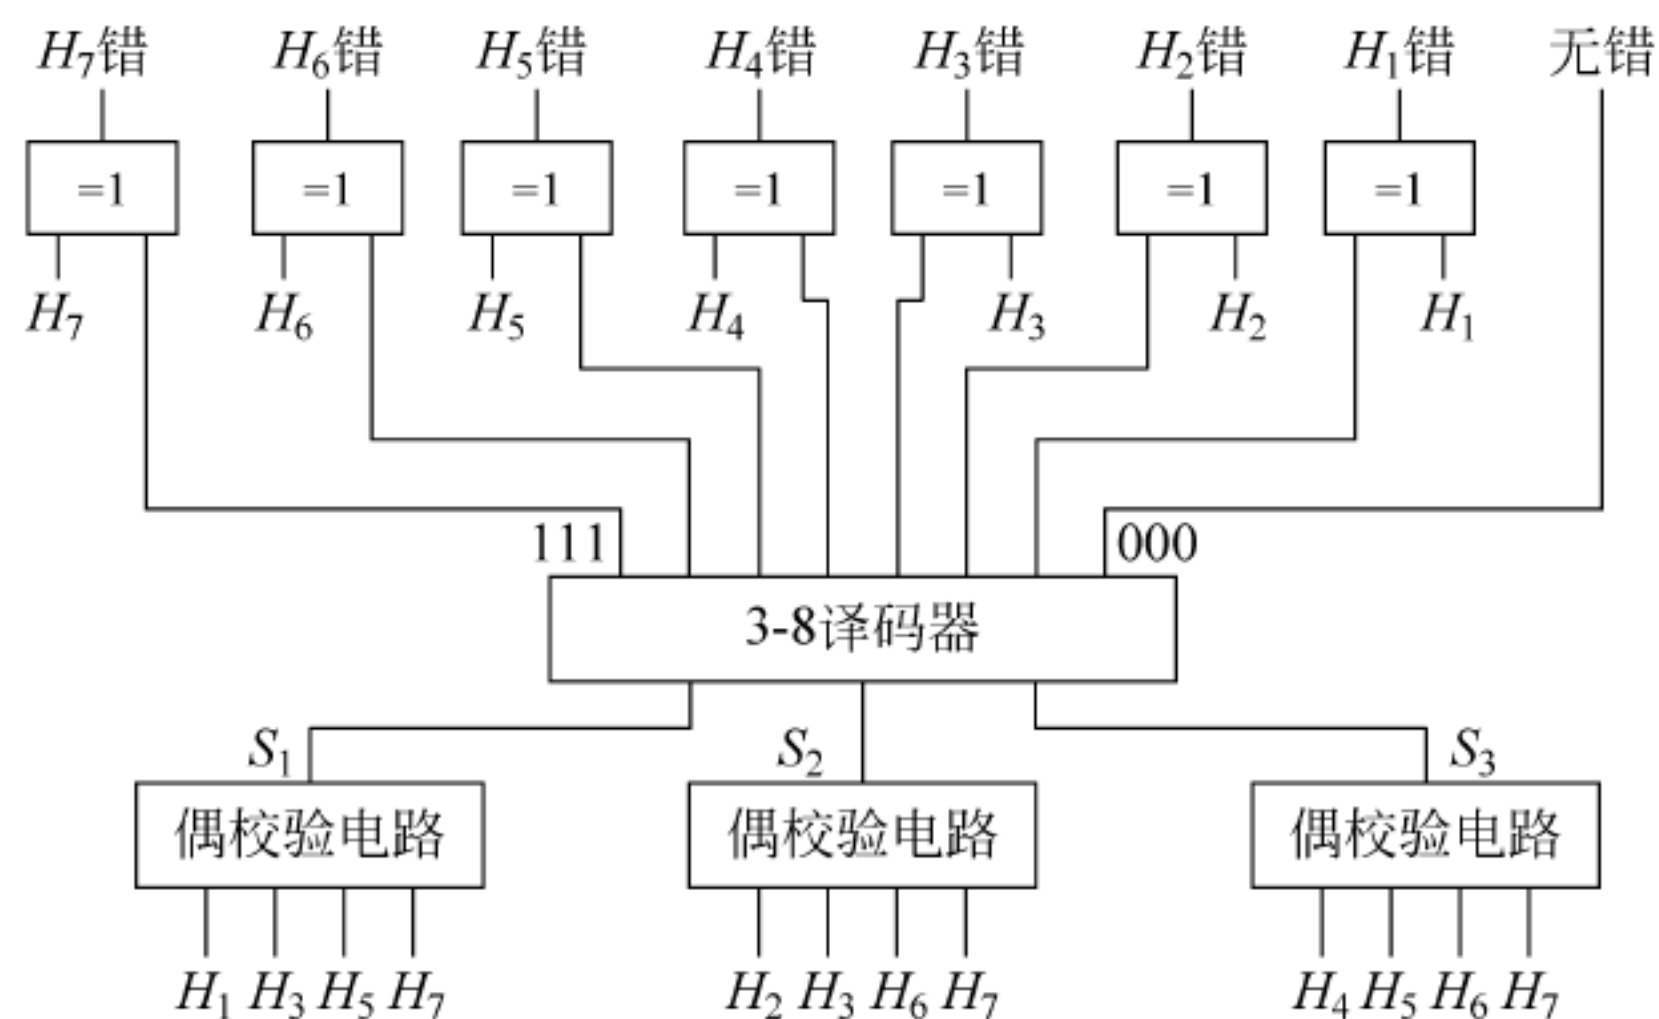 H₇错 H₆错 H₅错 H₄错 H₃错 H₂错 H₁错 无错
=1 =1 =1 =1 =1 =1 =1
H₇ H₆ H₅ H₄ H₃ H₂ H₁
111 000
3-8译码器
S₁ S₂ S₃
偶校验电路 偶校验电路 偶校验电路
H₁ H₃ H₅ H₇ H₂ H₃ H₆ H₇ H₄ H₅ H₆ H₇